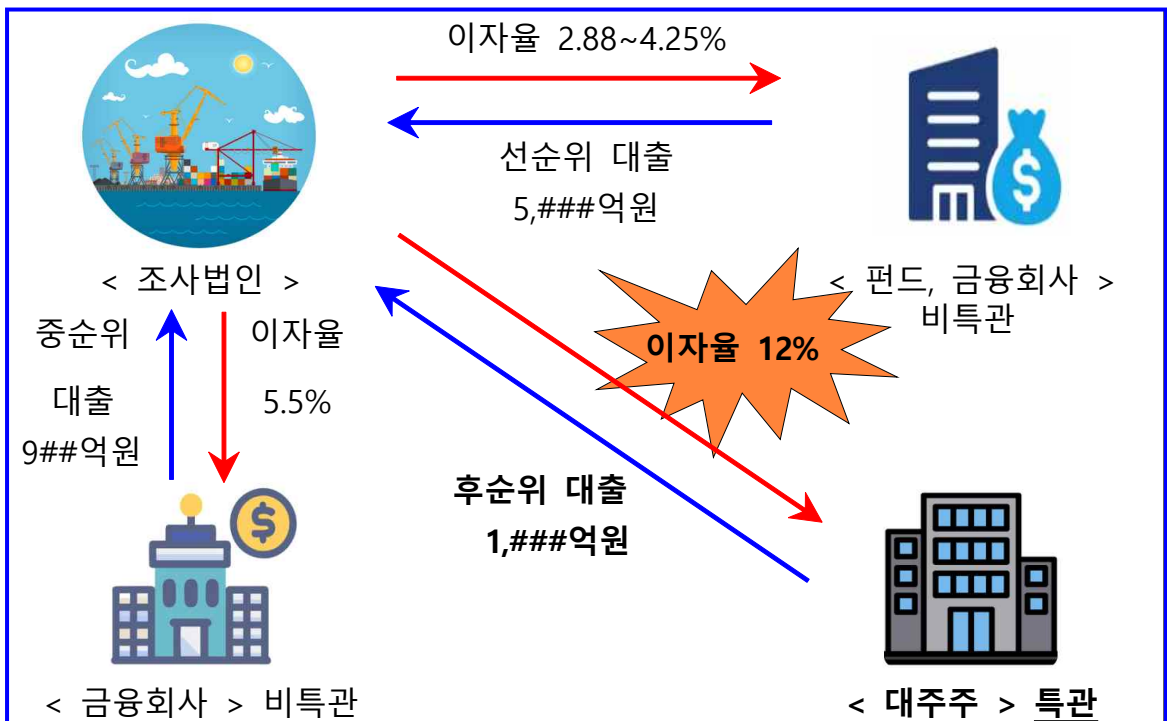 이자율 2.88~4.25%
선순위 대출
5,###억원
< 조사법인 >
< 펀드, 금융회사 >
비특관
중순위
대출
9##억원
이자율
5.5%
이자율 12%
후순위 대출
1,###억원
$
$
< 금융회사 > 비특관
< 대주주 > 특관